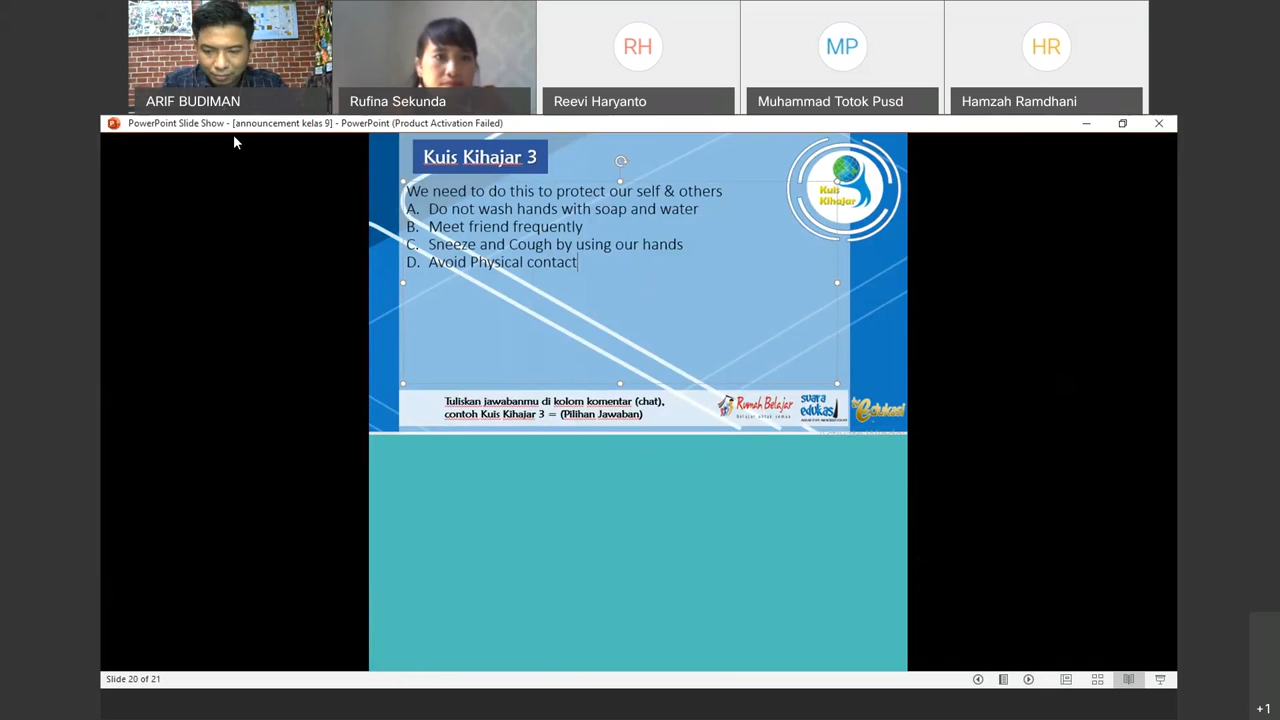 RH
MP
HR
ARIF BUDIMAN
Rufina Sekunda
Reevi Haryanto
Muhammad Totok Pusd
Hamzah Ramdhani
PowerPoint Slide Show - [announcement kelas 9] - PowerPoint (Product Activation Failed)
Kuis Kihajar 3
Kuis
Kihajar
We need to do this to protect our self & others
A. Do not wash hands with soap and water
B. Meet friend frequently
C. Sneeze and Cough by using our hands
D. Avoid Physical contact
Tuliskan jawabanmu di kolom komentar (chat),
contoh Kuis Kihajar 3 = (Pilihan Jawaban)
Rumah Belajar
Belajar untuk semua
suara
edukasi
edukasi
Slide 20 of 21
+1